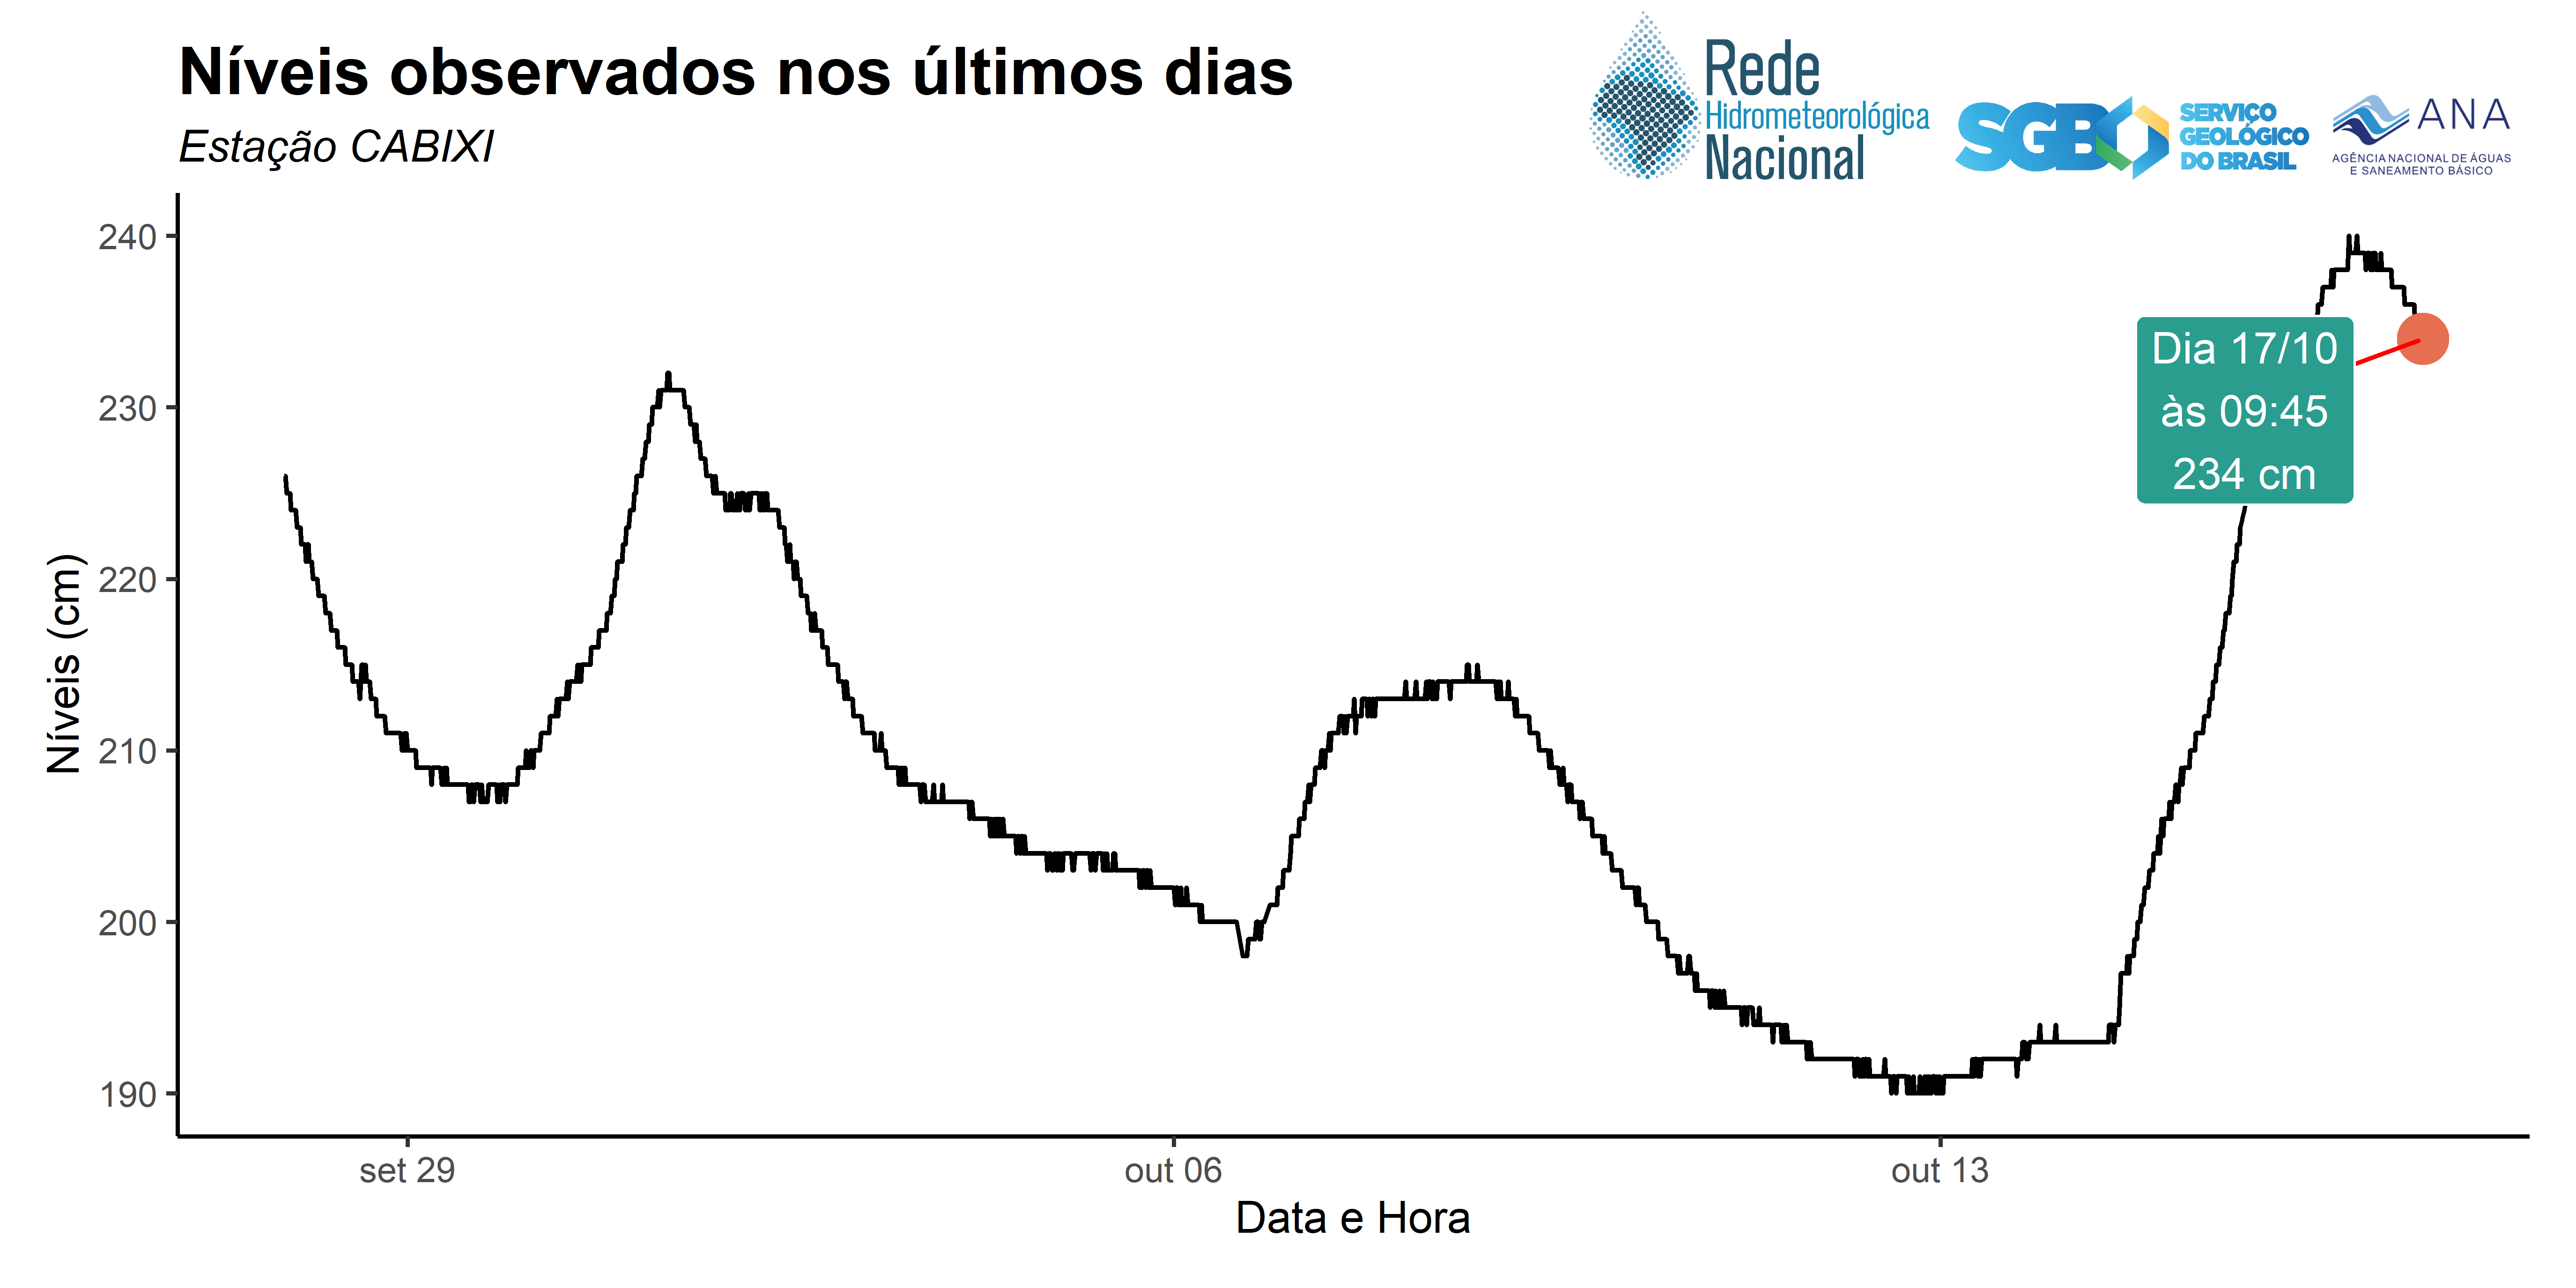 Níveis observados nos últimos dias
Estação CABIXI
Rede
Hidrometeorológica
Nacional
SGB
SERVIÇO
GEOLÓGICO
DO BRASIL
ANA
AGÊNCIA NACIONAL DE ÁGUAS
E SANEAMENTO BÁSICO
Níveis (cm)
240
230
220
210
200
190
Dia 17/10
às 09:45
234 cm
set 29
out 06
out 13
Data e Hora